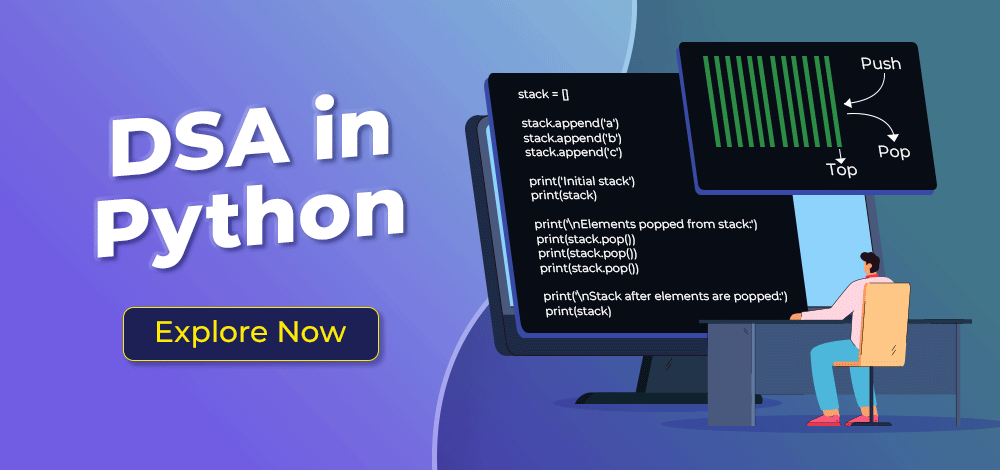 DSA in
Python
Explore Now
stack = []
stack.append('a')
stack.append('b')
stack.append('c')
print('Initial stack')
print(stack)
print('\nElements popped from stack:')
print(stack.pop())
print(stack.pop())
print(stack.pop())
print('\nStack after elements are popped:')
print(stack)
Push
Pop
Top